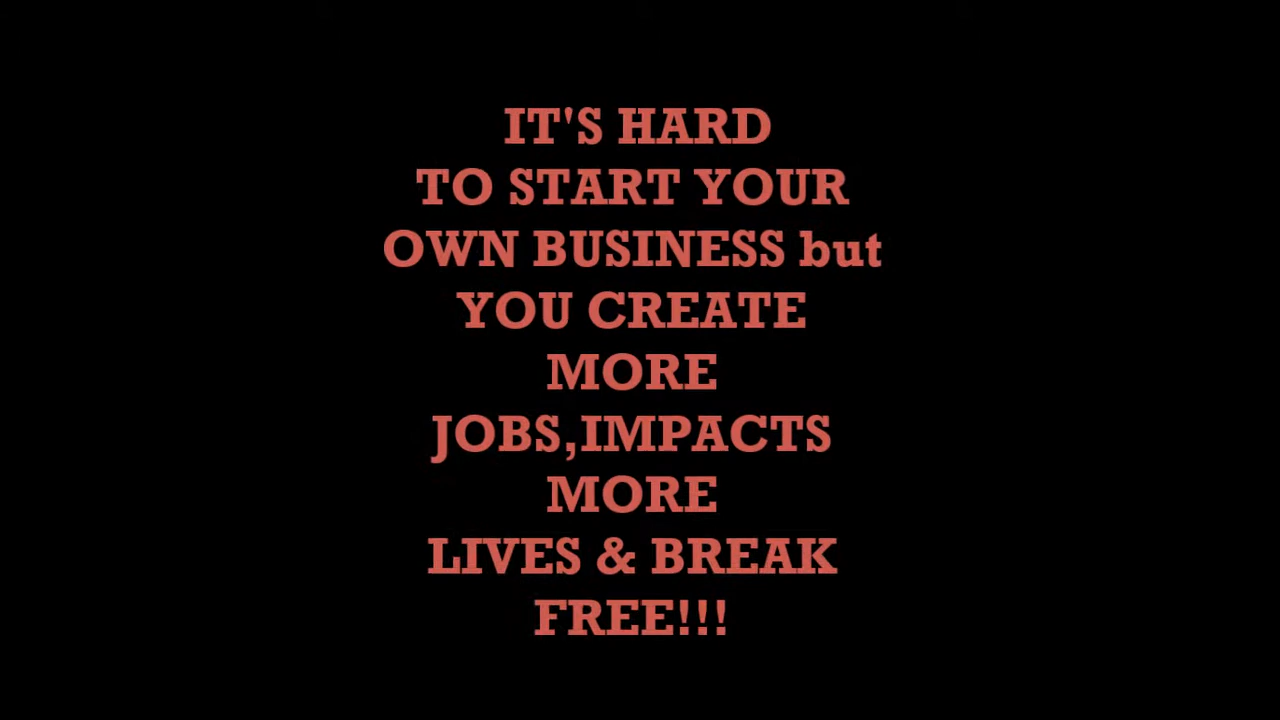 IT'S HARD
TO START YOUR
OWN BUSINESS but
YOU CREATE
MORE
JOBS,IMPACTS
MORE
LIVES & BREAK
FREE!!!